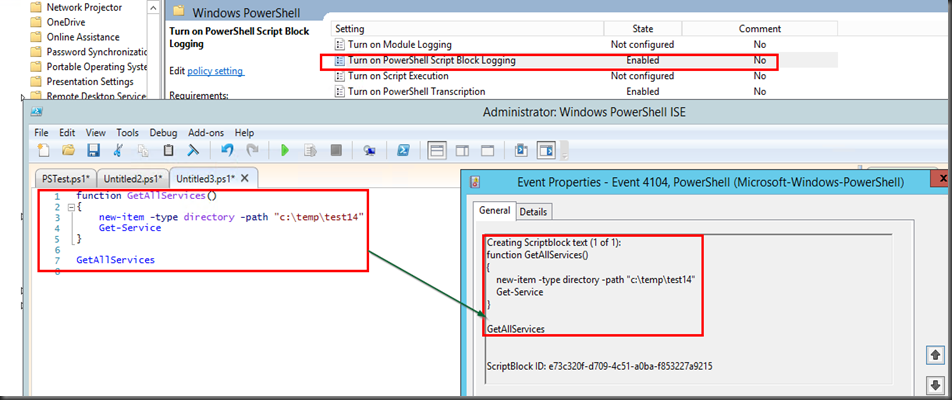 Network Projector
OneDrive
Online Assistance
Password Synchronizatio
Portable Operating Syste
Presentation Settings
Remote Desktop Service
Windows PowerShell
Turn on PowerShell Script Block
Logging
Edit policy setting
Requirements:
Setting State Comment
Turn on Module Logging Not configured No
Turn on PowerShell Script Block Logging Enabled No
Turn on Script Execution Not configured No
Turn on PowerShell Transcription Enabled No
Administrator: Windows PowerShell ISE
File Edit View Tools Debug Add-ons Help
PSTest.ps1* Untitled2.ps1* Untitled3.ps1* X
1 function GetAllServices()
2 {
3 new-item -type directory -path "c:\temp\test14"
4 Get-Service
5 }
6
7 GetAllServices
8
Event Properties - Event 4104, PowerShell (Microsoft-Windows-PowerShell)
General Details
Creating Scriptblock text (1 of 1):
function GetAllServices()
{
new-item -type directory -path "c:\temp\test14"
Get-Service
}
GetAllServices
ScriptBlock ID: e73c320f-d709-4c51-a0ba-f853227a9215